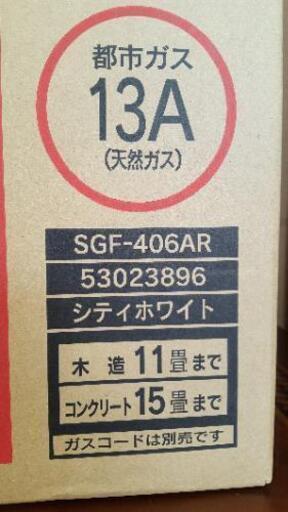 都市ガス
13A
(天然ガス)
SGF-406AR
53023896
シティホワイト
木造11畳まで
コンクリート15畳まで
ガスコードは別売です